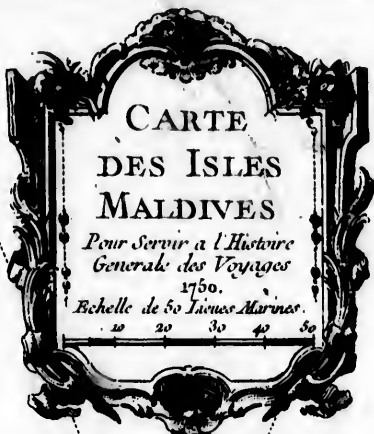 CARTE
DES ISLES
MALDIVES
Pour Servir a l'Histoire
Generale des Voyages
1750.
Echelle de 50 Lieues Marines.
10 20 30 40 50